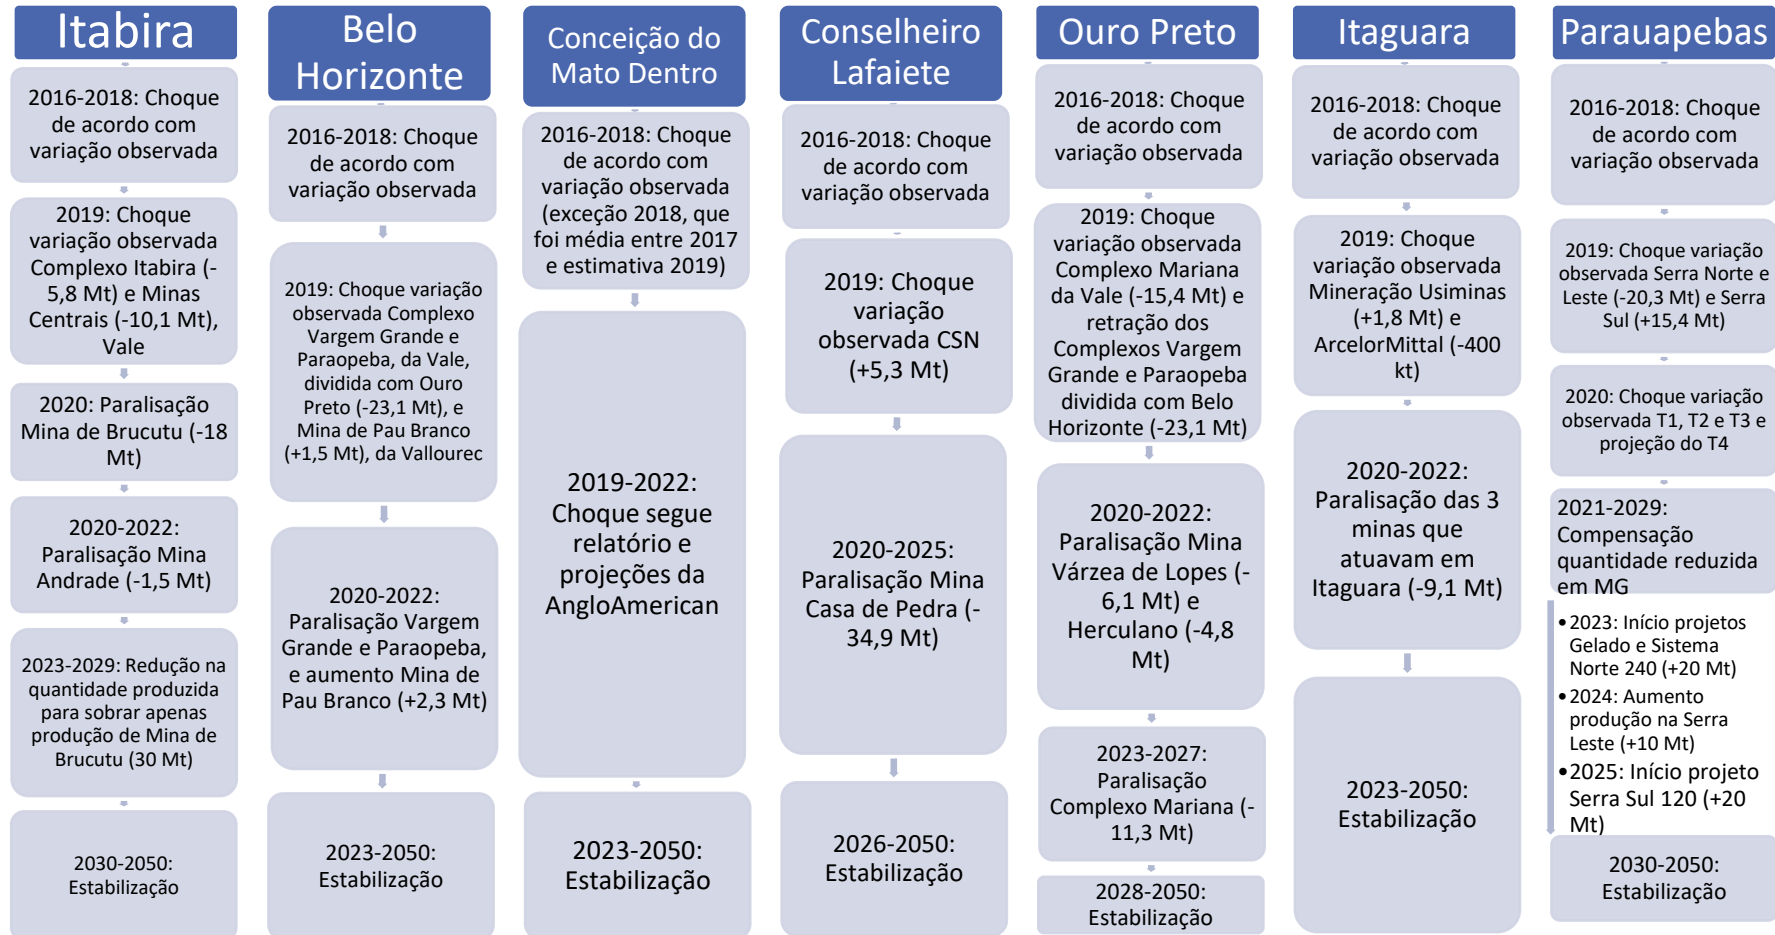 Itabira
2016-2018: Choque
de acordo com
variação observada
2019: Choque
variação observada
Complexo Itabira (-
5,8 Mt) e Minas
Centrais (-10,1 Mt),
Vale
2020: Paralisação
Mina de Brucutu (-18
Mt)
2020-2022:
Paralisação Mina
Andrade (-1,5 Mt)
2023-2029: Redução na
quantidade produzida
para sobrar apenas
produção de Mina de
Brucutu (30 Mt)
2030-2050:
Estabilização
Belo
Horizonte
2016-2018: Choque
de acordo com
variação observada
2019: Choque variação
observada Complexo
Vargem Grande e
Paraopeba, da Vale,
dividida com Ouro
Preto (-23,1 Mt), e
Mina de Pau Branco
(+1,5 Mt), da Vallourec
2020-2022:
Paralisação Vargem
Grande e Paraopeba,
e aumento Mina de
Pau Branco (+2,3 Mt)
2023-2050:
Estabilização
Conceição do
Mato Dentro
2016-2018: Choque
de acordo com
variação observada
(exceção 2018, que
foi média entre 2017
e estimativa 2019)
2019-2022:
Choque segue
relatório e
projeções da
AngloAmerican
2023-2050:
Estabilização
Conselheiro
Lafaiete
2016-2018: Choque
de acordo com
variação observada
2019: Choque
variação
observada CSN
(+5,3 Mt)
2020-2025:
Paralisação Mina
Casa de Pedra (-
34,9 Mt)
2026-2050:
Estabilização
Ouro Preto
2016-2018: Choque
de acordo com
variação observada
2019: Choque
variação observada
Complexo Mariana
da Vale (-15,4 Mt) e
retração dos
Complexos Vargem
Grande e Paraopeba
dividida com Belo
Horizonte (-23,1 Mt)
2020-2022:
Paralisação Mina
Várzea de Lopes (-
6,1 Mt) e
Herculano (-4,8
Mt)
2023-2027:
Paralisação
Complexo Mariana (-
11,3 Mt)
2028-2050:
Estabilização
Itaguara
2016-2018: Choque
de acordo com
variação observada
2019: Choque
variação observada
Mineração Usiminas
(+1,8 Mt) e
ArcelorMittal (-400
kt)
2020-2022:
Paralisação das 3
minas que
atuavam em
Itaguara (-9,1 Mt)
2023-2050:
Estabilização
Parauapebas
2016-2018: Choque
de acordo com
variação observada
2019: Choque variação
observada Serra Norte e
Leste (-20,3 Mt) e Serra
Sul (+15,4 Mt)
2020: Choque variação
observada T1, T2 e T3 e
projeção do T4
2021-2029:
Compensação
quantidade reduzida
em MG
•2023: Início projetos
Gelado e Sistema
Norte 240 (+20 Mt)
•2024: Aumento
produção na Serra
Leste (+10 Mt)
•2025: Início projeto
Serra Sul 120 (+20
Mt)
2030-2050:
Estabilização